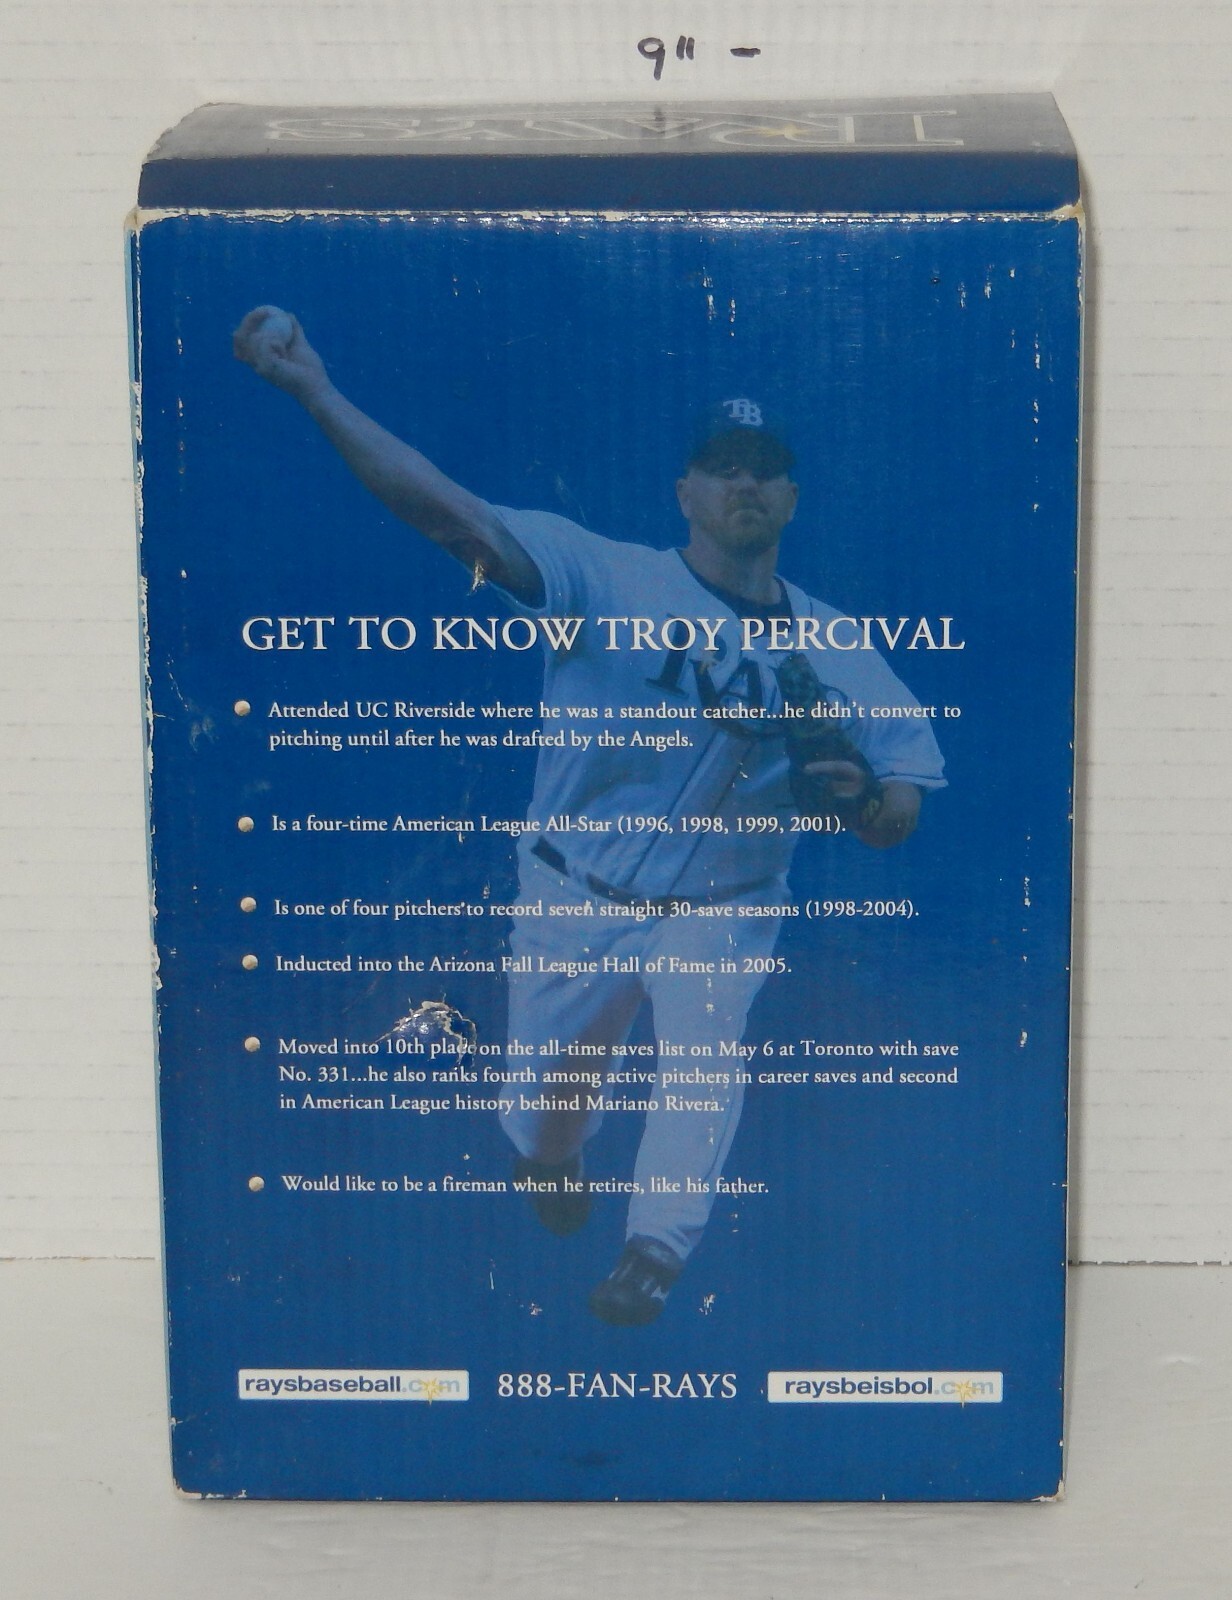 9" -
RAYS
TB
GET TO KNOW TROY PERCIVAL
RAYS
Attended UC Riverside where he was a standout catcher...he didn't convert to
pitching until after he was drafted by the Angels.
Is a four-time American League All-Star (1996, 1998, 1999, 2001).
Is one of four pitchers to record seven straight 30-save seasons (1998-2004).
Inducted into the Arizona Fall League Hall of Fame in 2005.
Moved into 10th place on the all-time saves list on May 6 at Toronto with save
No. 331...he also ranks fourth among active pitchers in career saves and second
in American League history behind Mariano Rivera.
Would like to be a fireman when he retires, like his father.
raysbaseball.com 888-FAN-RAYS raysbeisbol.com